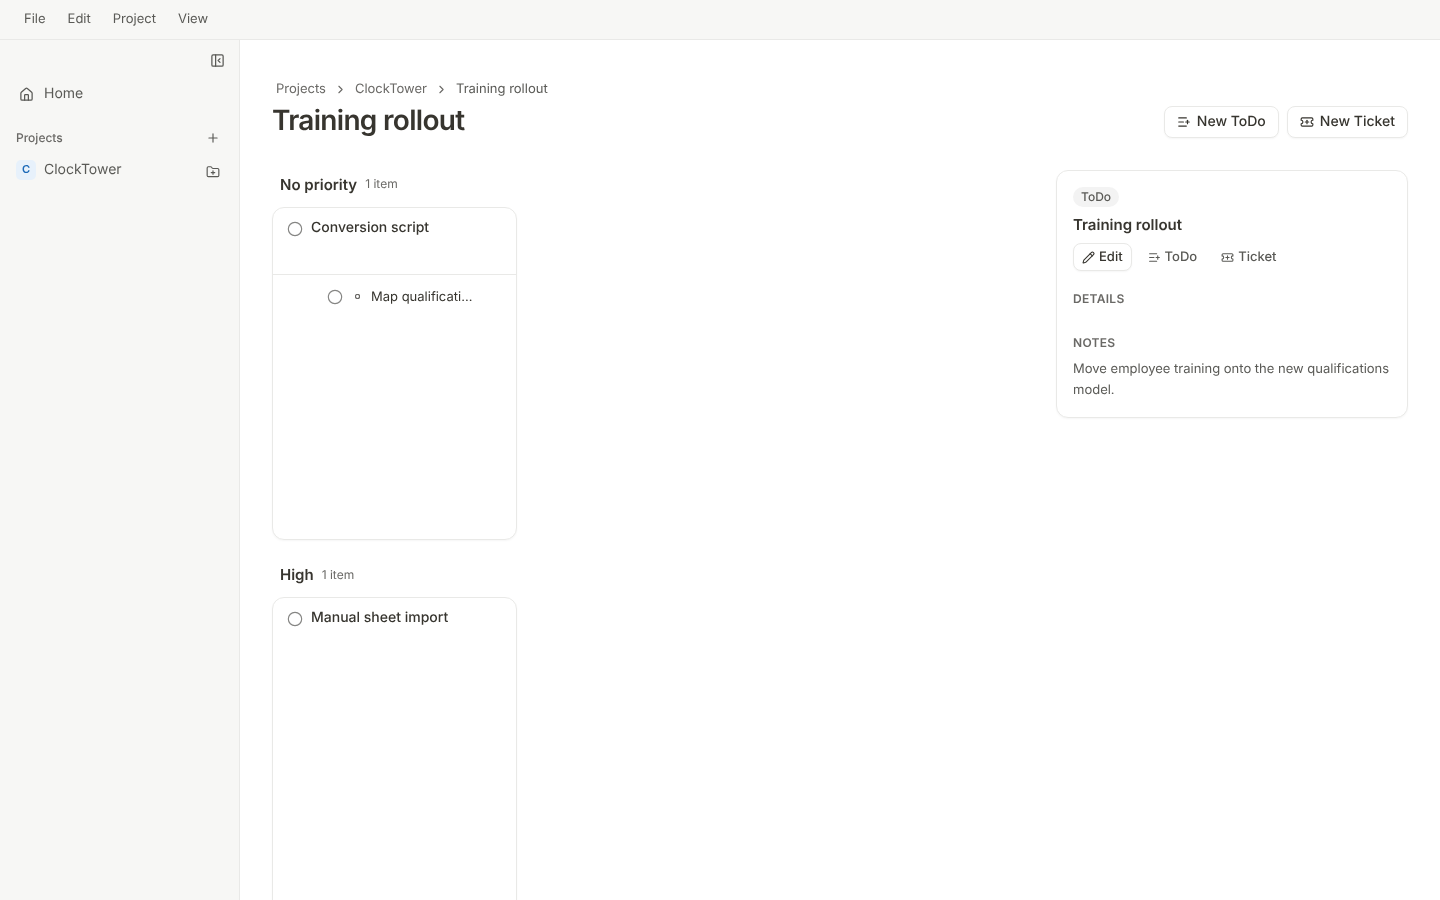 File Edit Project View
Home
Projects
C ClockTower
Projects ClockTower Training rollout
Training rollout
New ToDo New Ticket
No priority 1 item
Conversion script
Map qualificati...
High 1 item
Manual sheet import
ToDo
Training rollout
Edit ToDo Ticket
DETAILS
NOTES
Move employee training onto the new qualifications
model.